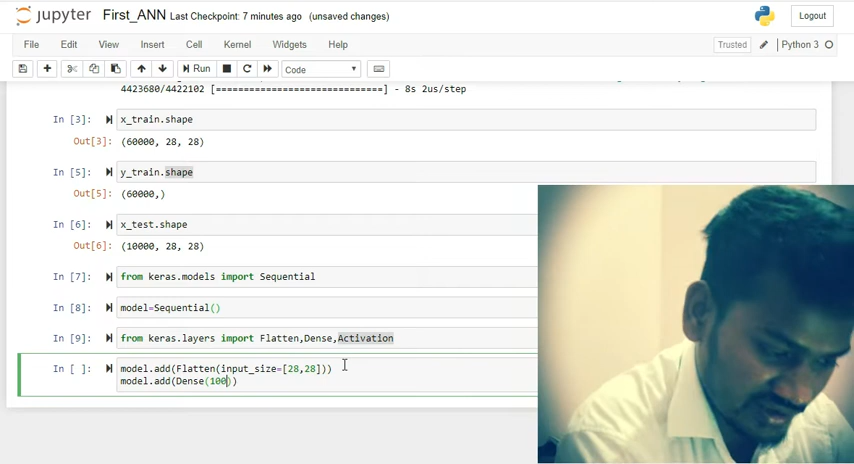 jupyter First_ANN Last Checkpoint: 7 minutes ago (unsaved changes) Logout
File Edit View Insert Cell Kernel Widgets Help Trusted Python 3
Run Code
4423680/4422102 [==============================] - 8s 2us/step
In [3]: x_train.shape
Out[3]: (60000, 28, 28)
In [5]: y_train.shape
Out[5]: (60000,)
In [6]: x_test.shape
Out[6]: (10000, 28, 28)
In [7]: from keras.models import Sequential
In [8]: model=Sequential()
In [9]: from keras.layers import Flatten,Dense,Activation
In [ ]: model.add(Flatten(input_size=[28,28]))
model.add(Dense(100))